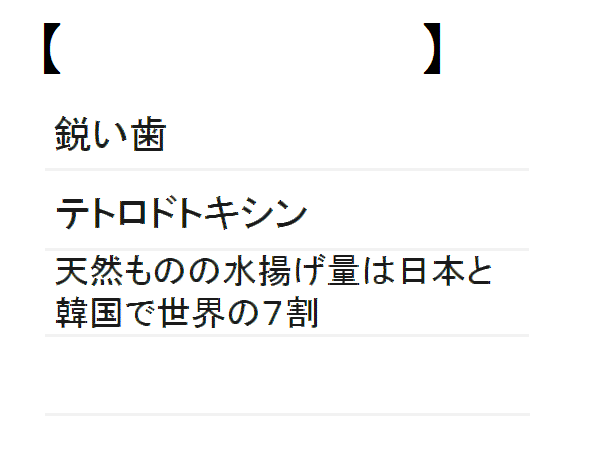 【　　　　　　　　　】
鋭い歯
テトロドトキシン
天然ものの水揚げ量は日本と
韓国で世界の７割